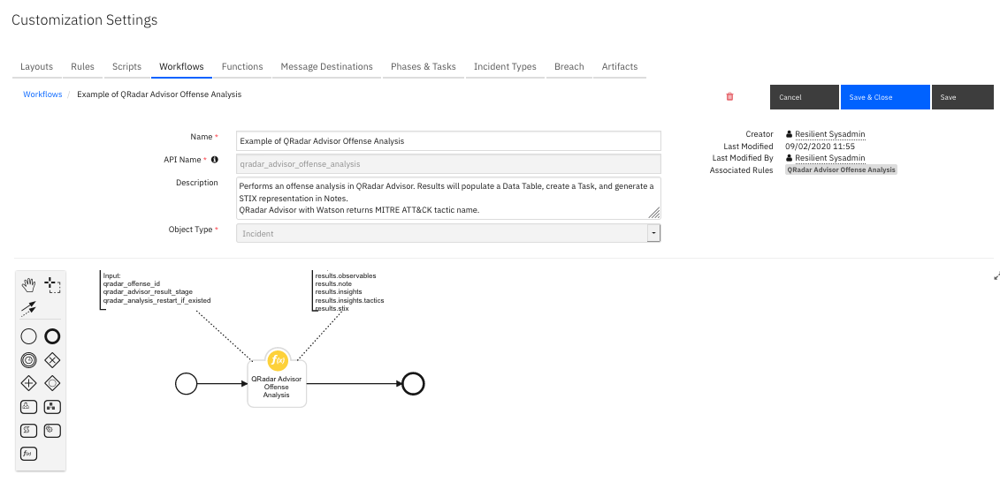 Customization Settings
Layouts Rules Scripts Workflows Functions Message Destinations Phases & Tasks Incident Types Breach Artifacts
Workflows / Example of QRadar Advisor Offense Analysis
Cancel Save & Close Save
Name * Example of QRadar Advisor Offense Analysis
API Name * qradar_advisor_offense_analysis
Description Performs an offense analysis in QRadar Advisor. Results will populate a Data Table, create a Task, and generate a
STIX representation in Notes.
QRadar Advisor with Watson returns MITRE ATT&CK tactic name.
Object Type * Incident
Creator Resilient Sysadmin
Last Modified 09/02/2020 11:55
Last Modified By Resilient Sysadmin
Associated Rules QRadar Advisor Offense Analysis
Input:
qradar_offense_id
qradar_advisor_result_stage
qradar_analysis_restart_if_existed
results.observables
results.note
results.insights
results.insights.tactics
results.stix
f(x)
QRadar Advisor
Offense
Analysis
f(x)